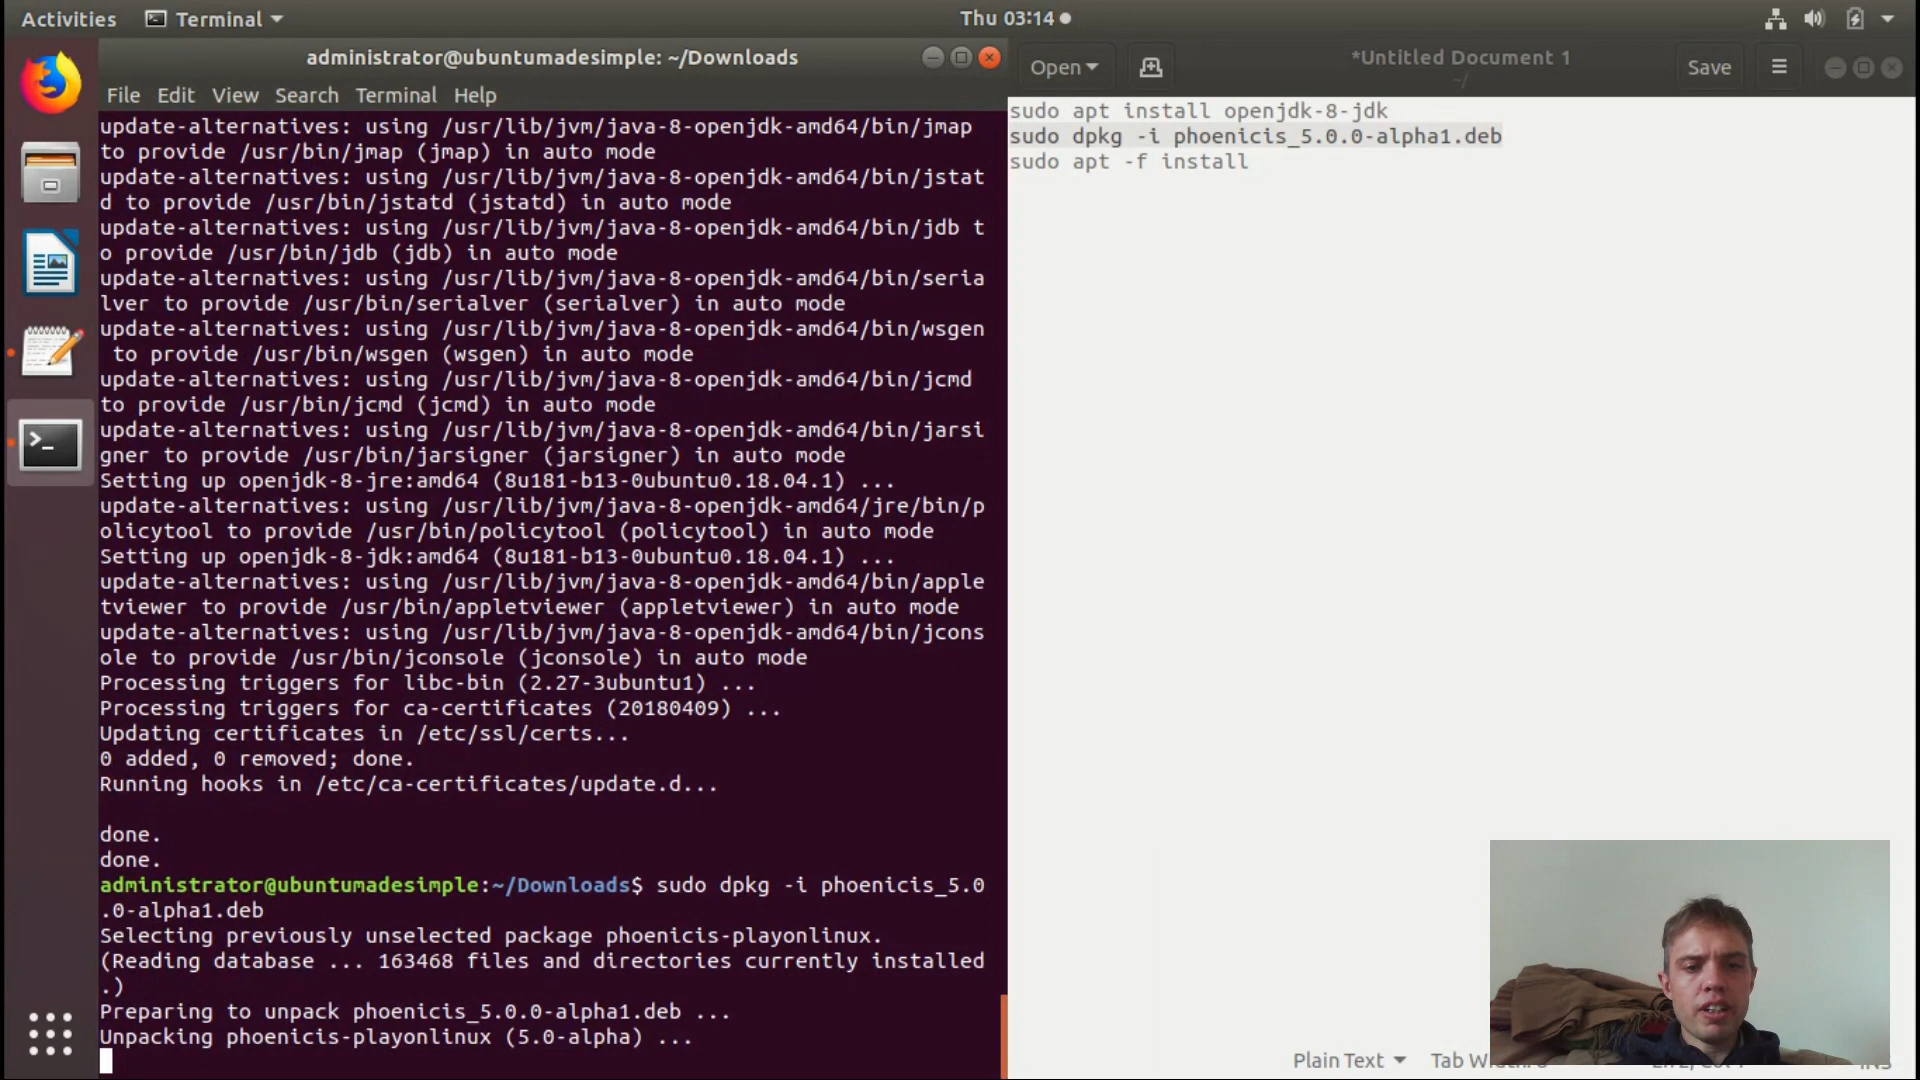 Activities
Terminal
Thu 03:14
administrator@ubuntumadesimple: ~/Downloads
File Edit View Search Terminal Help
update-alternatives: using /usr/lib/jvm/java-8-openjdk-amd64/bin/jmap
to provide /usr/bin/jmap (jmap) in auto mode
update-alternatives: using /usr/lib/jvm/java-8-openjdk-amd64/bin/jstat
d to provide /usr/bin/jstatd (jstatd) in auto mode
update-alternatives: using /usr/lib/jvm/java-8-openjdk-amd64/bin/jdb t
o provide /usr/bin/jdb (jdb) in auto mode
update-alternatives: using /usr/lib/jvm/java-8-openjdk-amd64/bin/seria
lver to provide /usr/bin/serialver (serialver) in auto mode
update-alternatives: using /usr/lib/jvm/java-8-openjdk-amd64/bin/wsgen
 to provide /usr/bin/wsgen (wsgen) in auto mode
update-alternatives: using /usr/lib/jvm/java-8-openjdk-amd64/bin/jcmd
to provide /usr/bin/jcmd (jcmd) in auto mode
update-alternatives: using /usr/lib/jvm/java-8-openjdk-amd64/bin/jarsi
gner to provide /usr/bin/jarsigner (jarsigner) in auto mode
Setting up openjdk-8-jre:amd64 (8u181-b13-0ubuntu0.18.04.1) ...
update-alternatives: using /usr/lib/jvm/java-8-openjdk-amd64/jre/bin/p
olicytool to provide /usr/bin/policytool (policytool) in auto mode
Setting up openjdk-8-jdk:amd64 (8u181-b13-0ubuntu0.18.04.1) ...
update-alternatives: using /usr/lib/jvm/java-8-openjdk-amd64/bin/apple
tviewer to provide /usr/bin/appletviewer (appletviewer) in auto mode
update-alternatives: using /usr/lib/jvm/java-8-openjdk-amd64/bin/jcons
ole to provide /usr/bin/jconsole (jconsole) in auto mode
Processing triggers for libc-bin (2.27-3ubuntu1) ...
Processing triggers for ca-certificates (20180409) ...
Updating certificates in /etc/ssl/certs...
0 added, 0 removed; done.
Running hooks in /etc/ca-certificates/update.d...
done.
done.
administrator@ubuntumadesimple:~/Downloads$ sudo dpkg -i phoenicis_5.0
.0-alpha1.deb
Selecting previously unselected package phoenicis-playonlinux.
(Reading database ... 163468 files and directories currently installed
.)
Preparing to unpack phoenicis_5.0.0-alpha1.deb ...
Unpacking phoenicis-playonlinux (5.0-alpha) ...
Open
*Untitled Document 1
~/
Save
sudo apt install openjdk-8-jdk
sudo dpkg -i phoenicis_5.0.0-alpha1.deb
sudo apt -f install
Plain Text
Tab